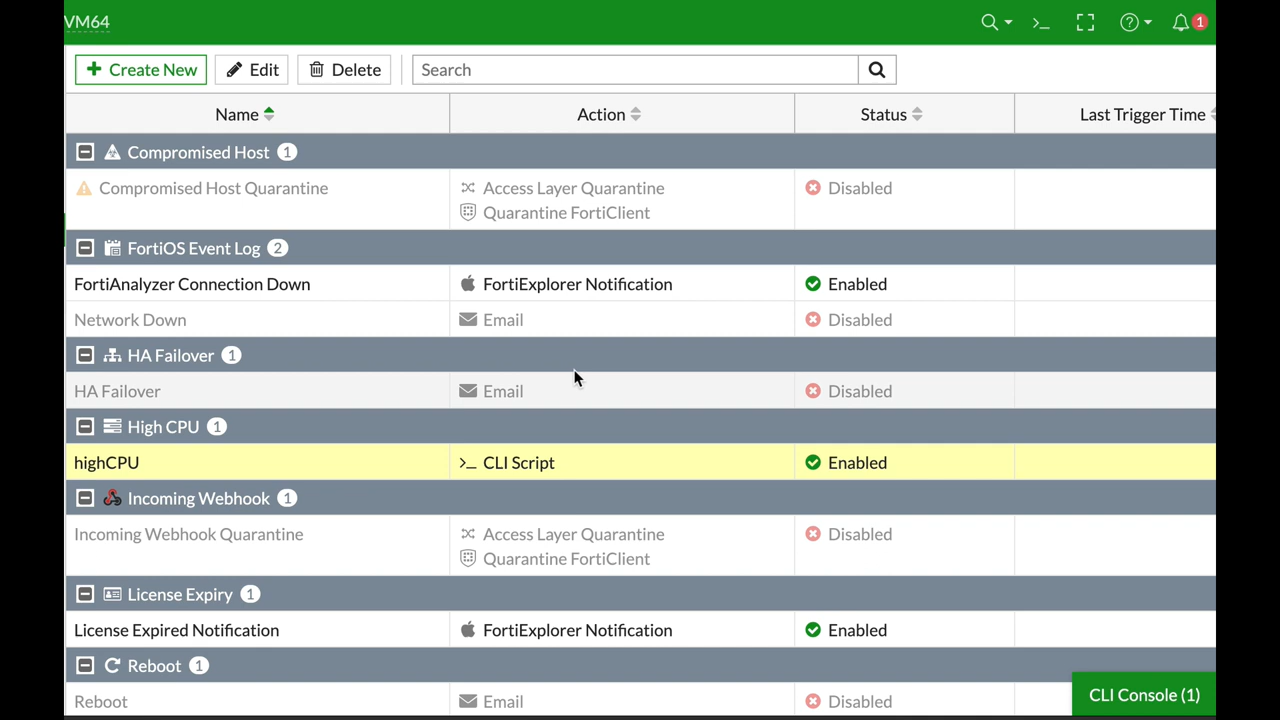 VM64
1
Create New Edit Delete Search
Name Action Status Last Trigger Time
Compromised Host 1
Compromised Host Quarantine Access Layer Quarantine Disabled
Quarantine FortiClient
FortiOS Event Log 2
FortiAnalyzer Connection Down FortiExplorer Notification Enabled
Network Down Email Disabled
HA Failover 1
HA Failover Email Disabled
High CPU 1
highCPU CLI Script Enabled
Incoming Webhook 1
Incoming Webhook Quarantine Access Layer Quarantine Disabled
Quarantine FortiClient
License Expiry 1
License Expired Notification FortiExplorer Notification Enabled
Reboot 1
Reboot Email Disabled
CLI Console (1)